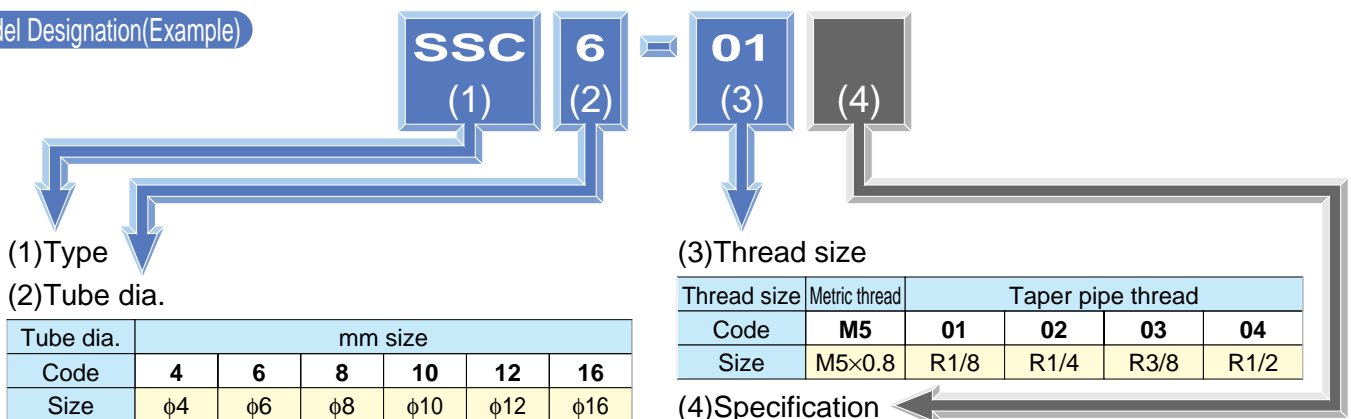 del Designation(Example)
SSC 6 01
(1) (2) (3) (4)
(1)Type
(2)Tube dia.
Tube dia. mm size
Code 4 6 8 10 12 16
Size φ4 φ6 φ8 φ10 φ12 φ16
(3)Thread size
Thread size Metric thread Taper pipe thread
Code M5 01 02 03 04
Size M5×0.8 R1/8 R1/4 R3/8 R1/2
(4)Specification